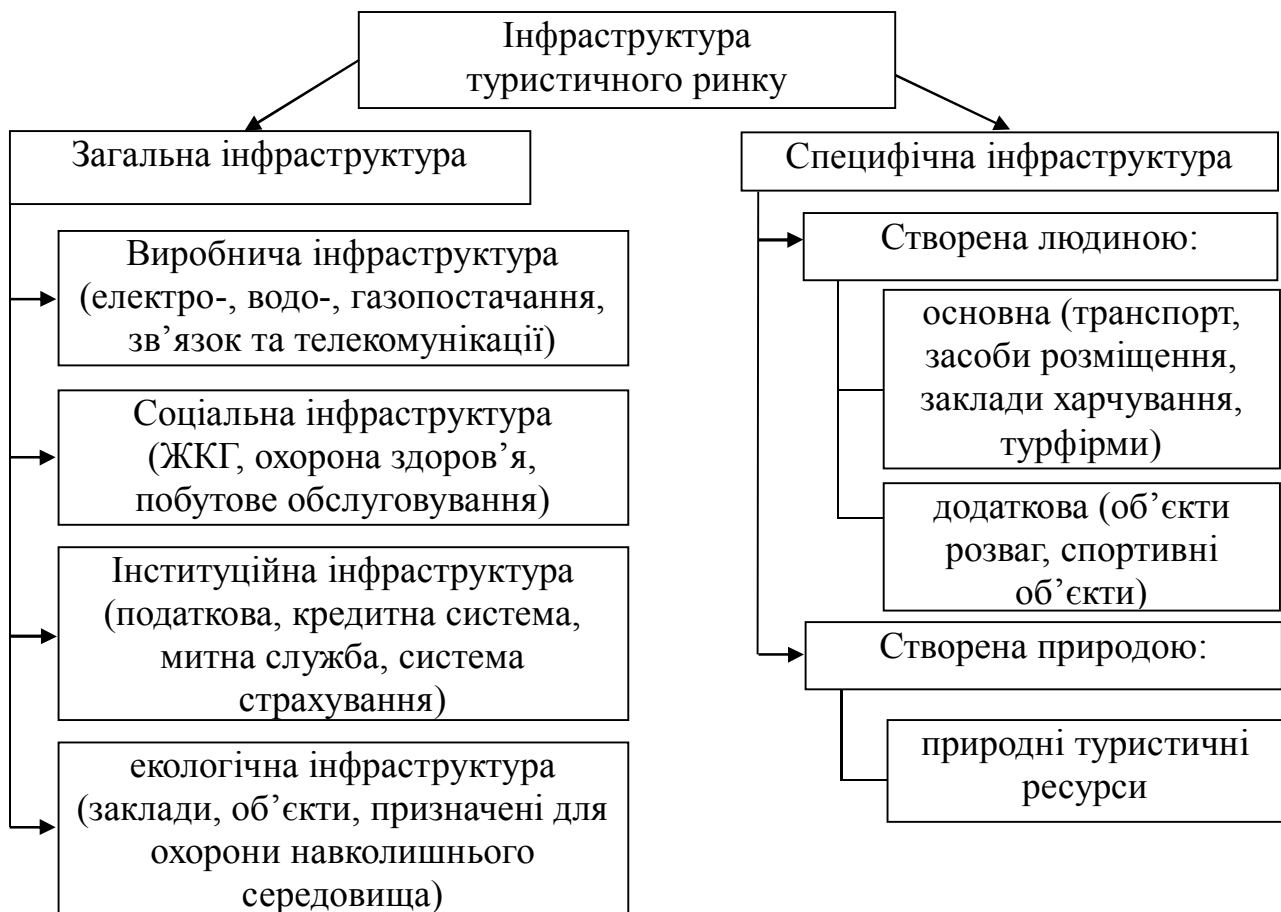 Інфраструктура
туристичного ринку
Загальна інфраструктура
Виробнича інфраструктура
(електро-, водо-, газопостачання,
зв’язок та телекомунікації)
Соціальна інфраструктура
(ЖКГ, охорона здоров’я,
побутове обслуговування)
Інституційна інфраструктура
(податкова, кредитна система,
митна служба, система
страхування)
екологічна інфраструктура
(заклади, об’єкти, призначені для
охорони навколишнього
середовища)
Специфічна інфраструктура
Створена людиною:
основна (транспорт,
засоби розміщення,
заклади харчування,
турфірми)
додаткова (об’єкти
розваг, спортивні
об’єкти)
Створена природою:
природні туристичні
ресурси